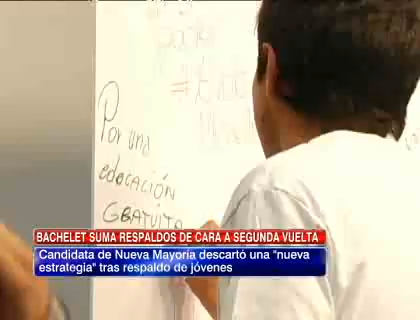 #todo
Por una
educación
GRATUITA
BACHELET SUMA RESPALDOS DE CARA A SEGUNDA VUELTA
Candidata de Nueva Mayoría descartó una "nueva
estrategia" tras respaldo de jóvenes